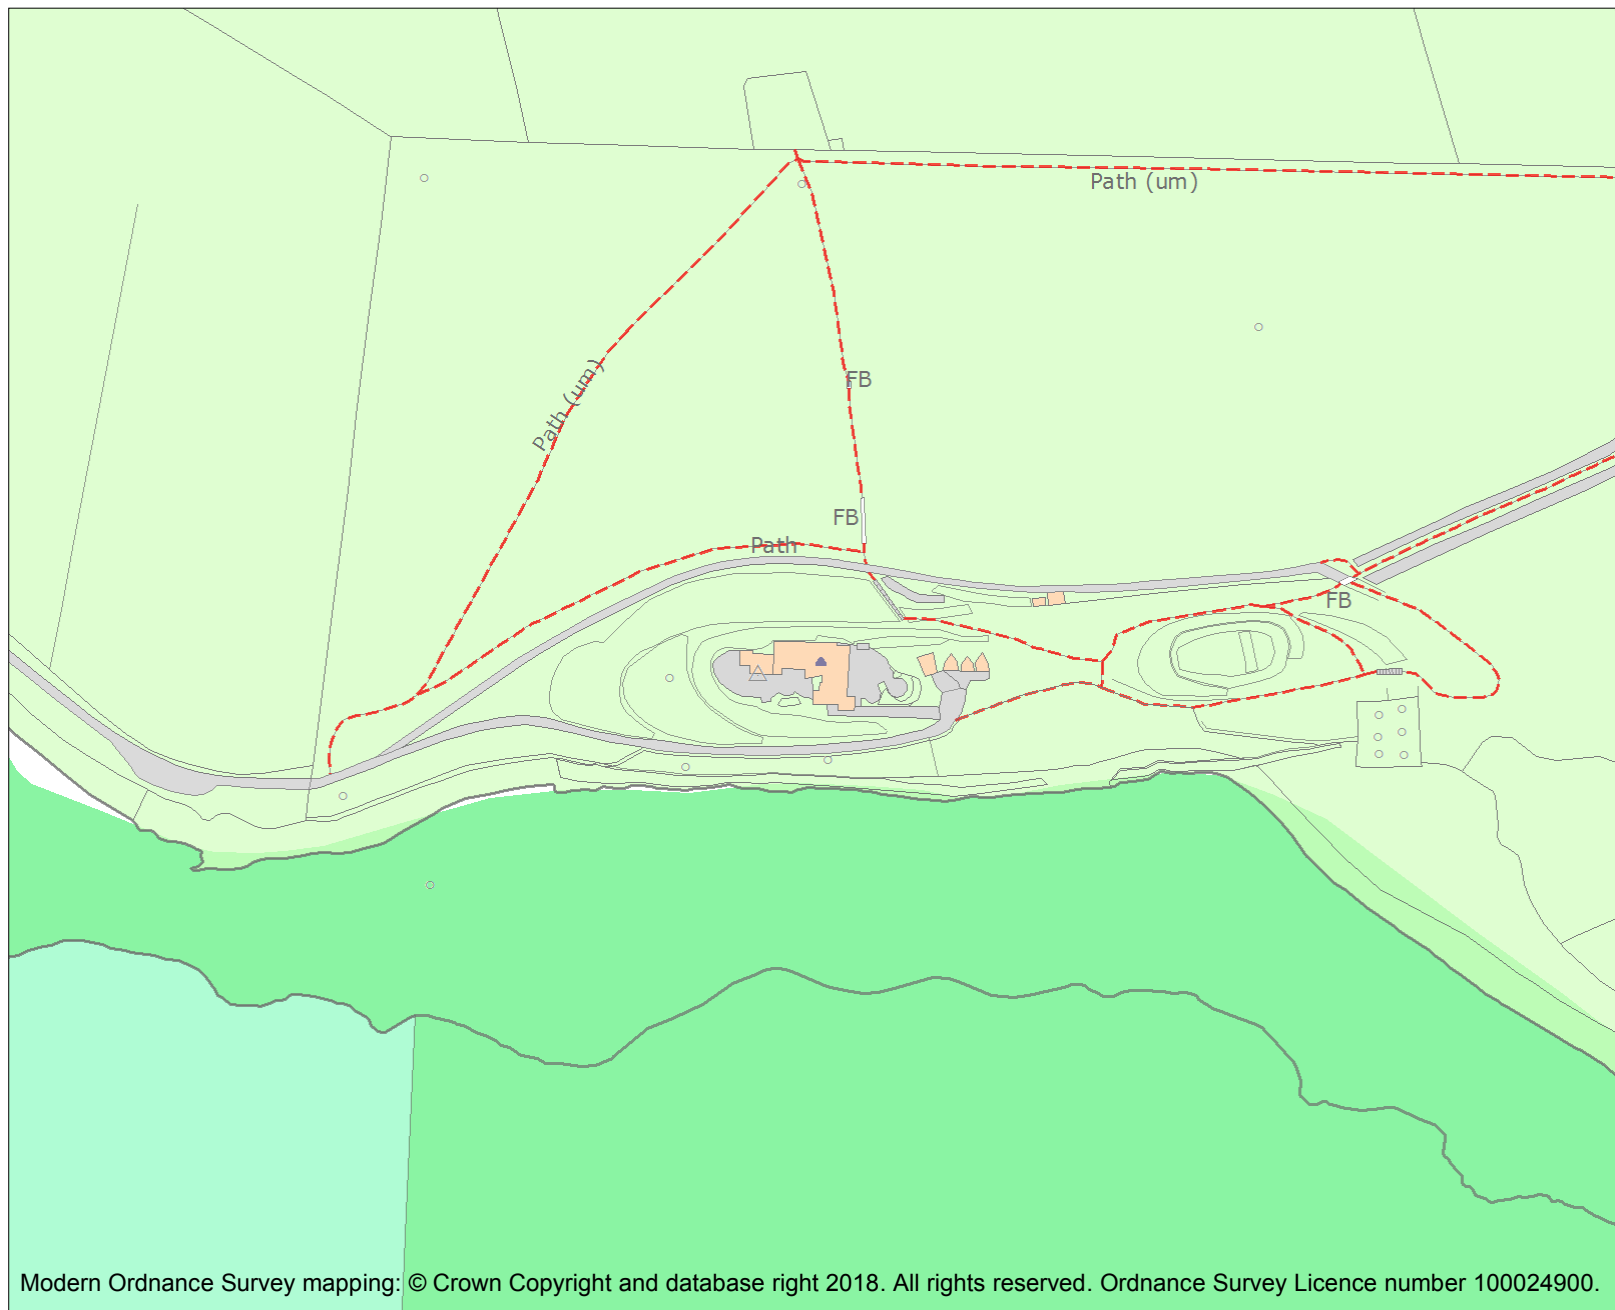 Path (um)
Path (um)
FB
FB
Path
FB
Modern Ordnance Survey mapping: © Crown Copyright and database right 2018. All rights reserved. Ordnance Survey Licence number 100024900.